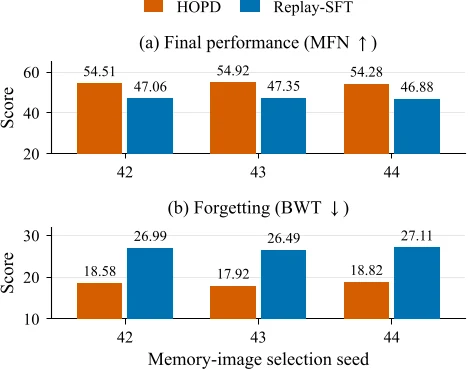 HOPD Replay-SFT
(a) Final performance (MFN ↑)
Score
60
40
20
54.51 47.06 54.92 47.35 54.28 46.88
42 43 44
(b) Forgetting (BWT ↓)
Score
30
20
10
18.58 26.99 17.92 26.49 18.82 27.11
42 43 44
Memory-image selection seed